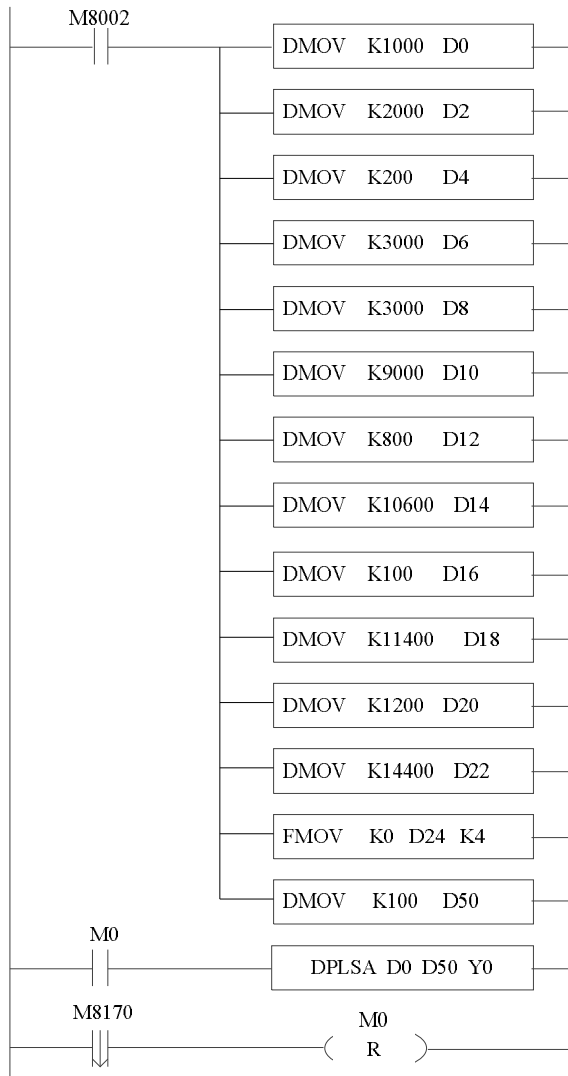 M8002
DMOV K1000 D0
DMOV K2000 D2
DMOV K200 D4
DMOV K3000 D6
DMOV K3000 D8
DMOV K9000 D10
DMOV K800 D12
DMOV K10600 D14
DMOV K100 D16
DMOV K11400 D18
DMOV K1200 D20
DMOV K14400 D22
FMOV K0 D24 K4
DMOV K100 D50
M0
DPLSA D0 D50 Y0
M8170
M0
R